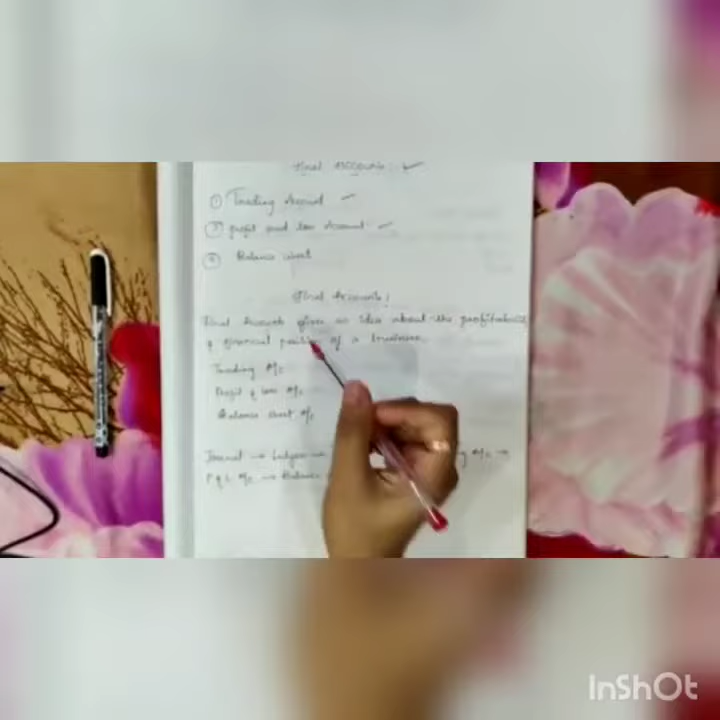 Final Accounts :-
① Trading Account
② profit and loss Account
Balance sheet
Final Accounts :
Final Accounts gives an idea about the profitability
& financial position of a business.
Trading A/c
Profit & loss A/c
Balance sheet A/c
Journal → Ledger → A/c →
P & L A/c → Balance
InShOt